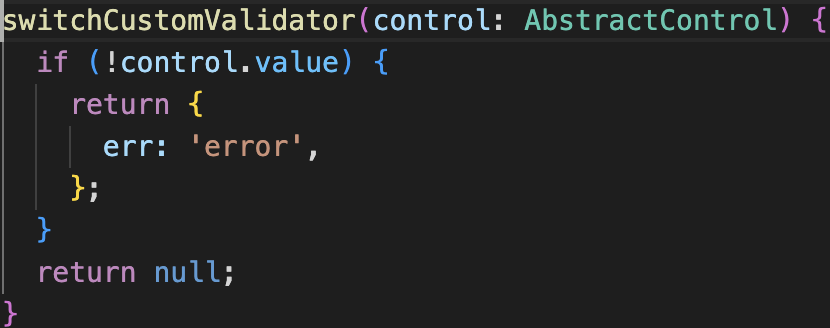 switchCustomValidator(control: AbstractControl) {
if (!control.value) {
return {
err: 'error',
};
}
return null;
}